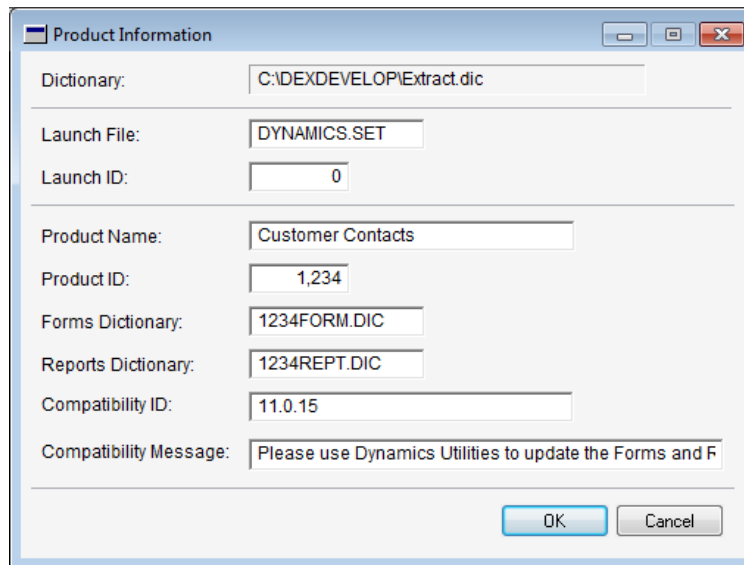 Product Information
Dictionary: C:\DEXDEVELOP\Extract.dic
Launch File: DYNAMICS.SET
Launch ID: 0
Product Name: Customer Contacts
Product ID: 1,234
Forms Dictionary: 1234FORM.DIC
Reports Dictionary: 1234REPT.DIC
Compatibility ID: 11.0.15
Compatibility Message: Please use Dynamics Utilities to update the Forms and R
OK Cancel